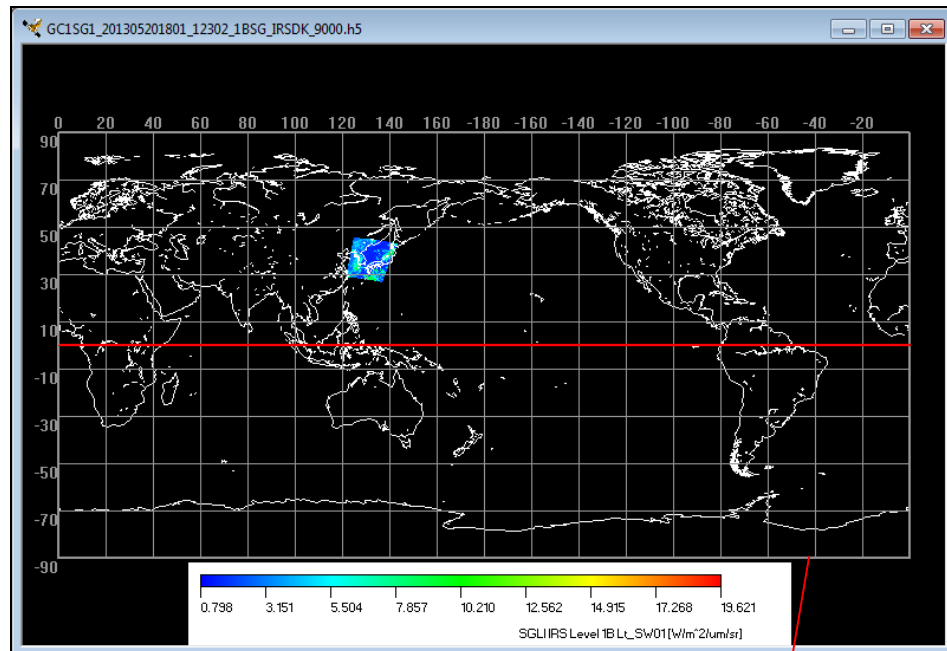 GC1SG1_201305201801_12302_1BSG_IRSDK_9000.h5
0 20 40 60 80 100 120 140 160 -180 -160 -140 -120 -100 -80 -60 -40 -20
90
70
50
30
10
-10
-30
-50
-70
-90
0.798 3.151 5.504 7.857 10.210 12.562 14.915 17.268 19.621
SGLI IRS Level 1B Lt_SW01 [W/m^2/um/sr]